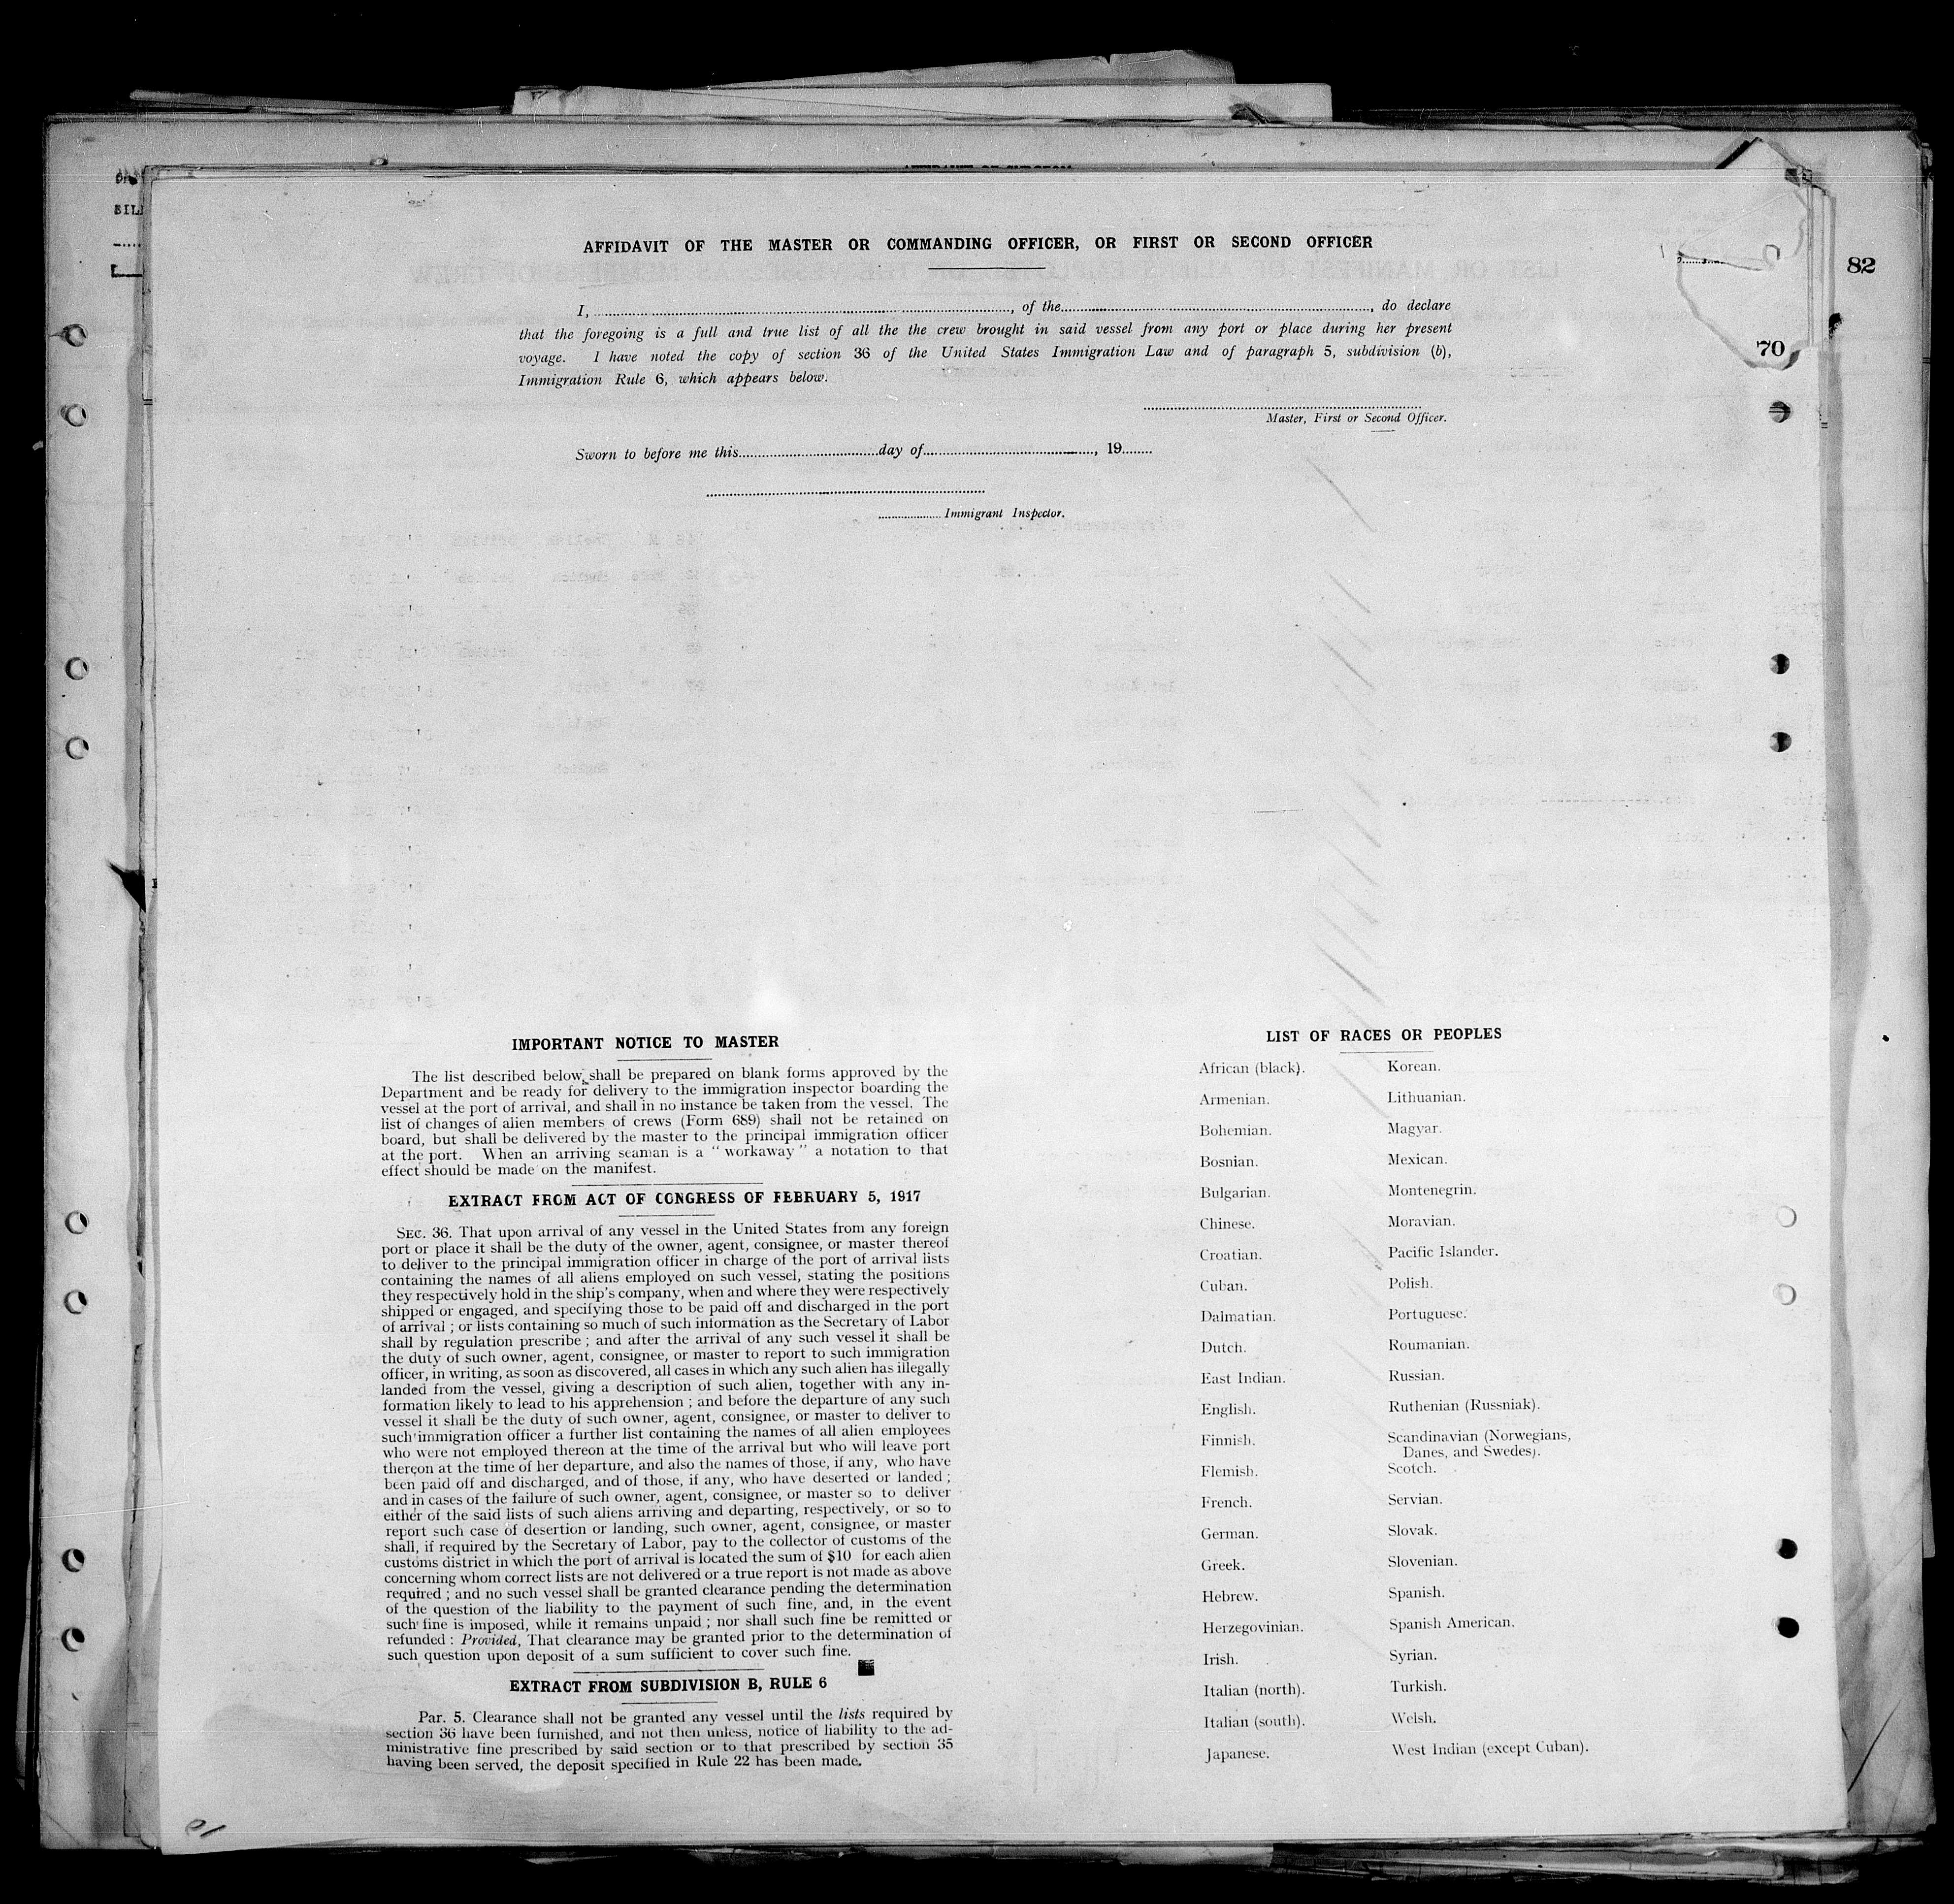 AFFIDAVIT OF THE MASTER OR COMMANDING OFFICER, OR FIRST OR SECOND OFFICER
82
I, ........, of the........, do declare
that the foregoing is a full and true list of all the the crew brought in said vessel from any port or place during her present
voyage. I have noted the copy of section 36 of the United States Immigration Law and of paragraph 5, subdivision (b),
Immigration Rule 6, which appears below.
70
Master, First or Second Officer.
Sworn to before me this........day of........, 19........
........Immigrant Inspector.
IMPORTANT NOTICE TO MASTER
The list described below, shall be prepared on blank forms approved by the
Department and be ready for delivery to the immigration inspector boarding the
vessel at the port of arrival, and shall in no instance be taken from the vessel. The
list of changes of alien members of crews (Form 689) shall not be retained on
board, but shall be delivered by the master to the principal immigration officer
at the port. When an arriving seaman is a "workaway" a notation to that
effect should be made on the manifest.
EXTRACT FROM ACT OF CONGRESS OF FEBRUARY 5, 1917
SEC. 36. That upon arrival of any vessel in the United States from any foreign
port or place it shall be the duty of the owner, agent, consignee, or master thereof
to deliver to the principal immigration officer in charge of the port of arrival lists
containing the names of all aliens employed on such vessel, stating the positions
they respectively hold in the ship's company, when and where they were respectively
shipped or engaged, and specifying those to be paid off and discharged in the port
of arrival; or lists containing so much of such information as the Secretary of Labor
shall by regulation prescribe; and after the arrival of any such vessel it shall be
the duty of such owner, agent, consignee, or master to report to such immigration
officer, in writing, as soon as discovered, all cases in which any such alien has illegally
landed from the vessel, giving a description of such alien, together with any in-
formation likely to lead to his apprehension; and before the departure of any such
vessel it shall be the duty of such owner, agent, consignee, or master to deliver to
such immigration officer a further list containing the names of all alien employees
who were not employed thereon at the time of the arrival but who will leave port
thereon at the time of her departure, and also the names of those, if any, who have
been paid off and discharged, and of those, if any, who have deserted or landed;
and in cases of the failure of such owner, agent, consignee, or master so to deliver
either of the said lists of such aliens arriving and departing, respectively, or so to
report such case of desertion or landing, such owner, agent, consignee, or master
shall, if required by the Secretary of Labor, pay to the collector of customs of the
customs district in which the port of arrival is located the sum of $10 for each alien
concerning whom correct lists are not delivered or a true report is not made as above
required; and no such vessel shall be granted clearance pending the determination
of the question of the liability to the payment of such fine, and, in the event
such fine is imposed, while it remains unpaid; nor shall such fine be remitted or
refunded: Provided, That clearance may be granted prior to the determination of
such question upon deposit of a sum sufficient to cover such fine.
EXTRACT FROM SUBDIVISION B, RULE 6
Par. 5. Clearance shall not be granted any vessel until the lists required by
section 36 have been furnished, and not then unless, notice of liability to the ad-
ministrative fine prescribed by said section or to that prescribed by section 35
having been served, the deposit specified in Rule 22 has been made.
LIST OF RACES OR PEOPLES
African (black).
Armenian.
Bohemian.
Bosnian.
Bulgarian.
Chinese.
Croatian.
Cuban.
Dalmatian.
Dutch.
East Indian.
English.
Finnish.
Flemish.
French.
German.
Greek.
Hebrew.
Herzegovinian.
Irish.
Italian (north).
Italian (south).
Japanese.
Korean.
Lithuanian.
Magyar.
Mexican.
Montenegrin.
Moravian.
Pacific Islander.
Polish.
Portuguese.
Roumanian.
Russian.
Ruthenian (Russniak).
Scandinavian (Norwegians,
Danes, and Swedes).
Scotch.
Servian.
Slovak.
Slovenian.
Spanish.
Spanish American.
Syrian.
Turkish.
Welsh.
West Indian (except Cuban).